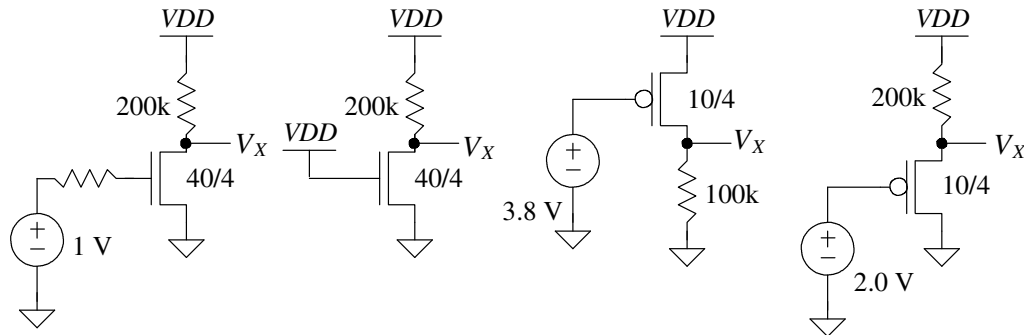 VDD
200k
V_X
40/4
+
−
1 V
VDD
200k
VDD
V_X
40/4
VDD
10/4
+
−
3.8 V
V_X
100k
VDD
200k
V_X
10/4
+
−
2.0 V